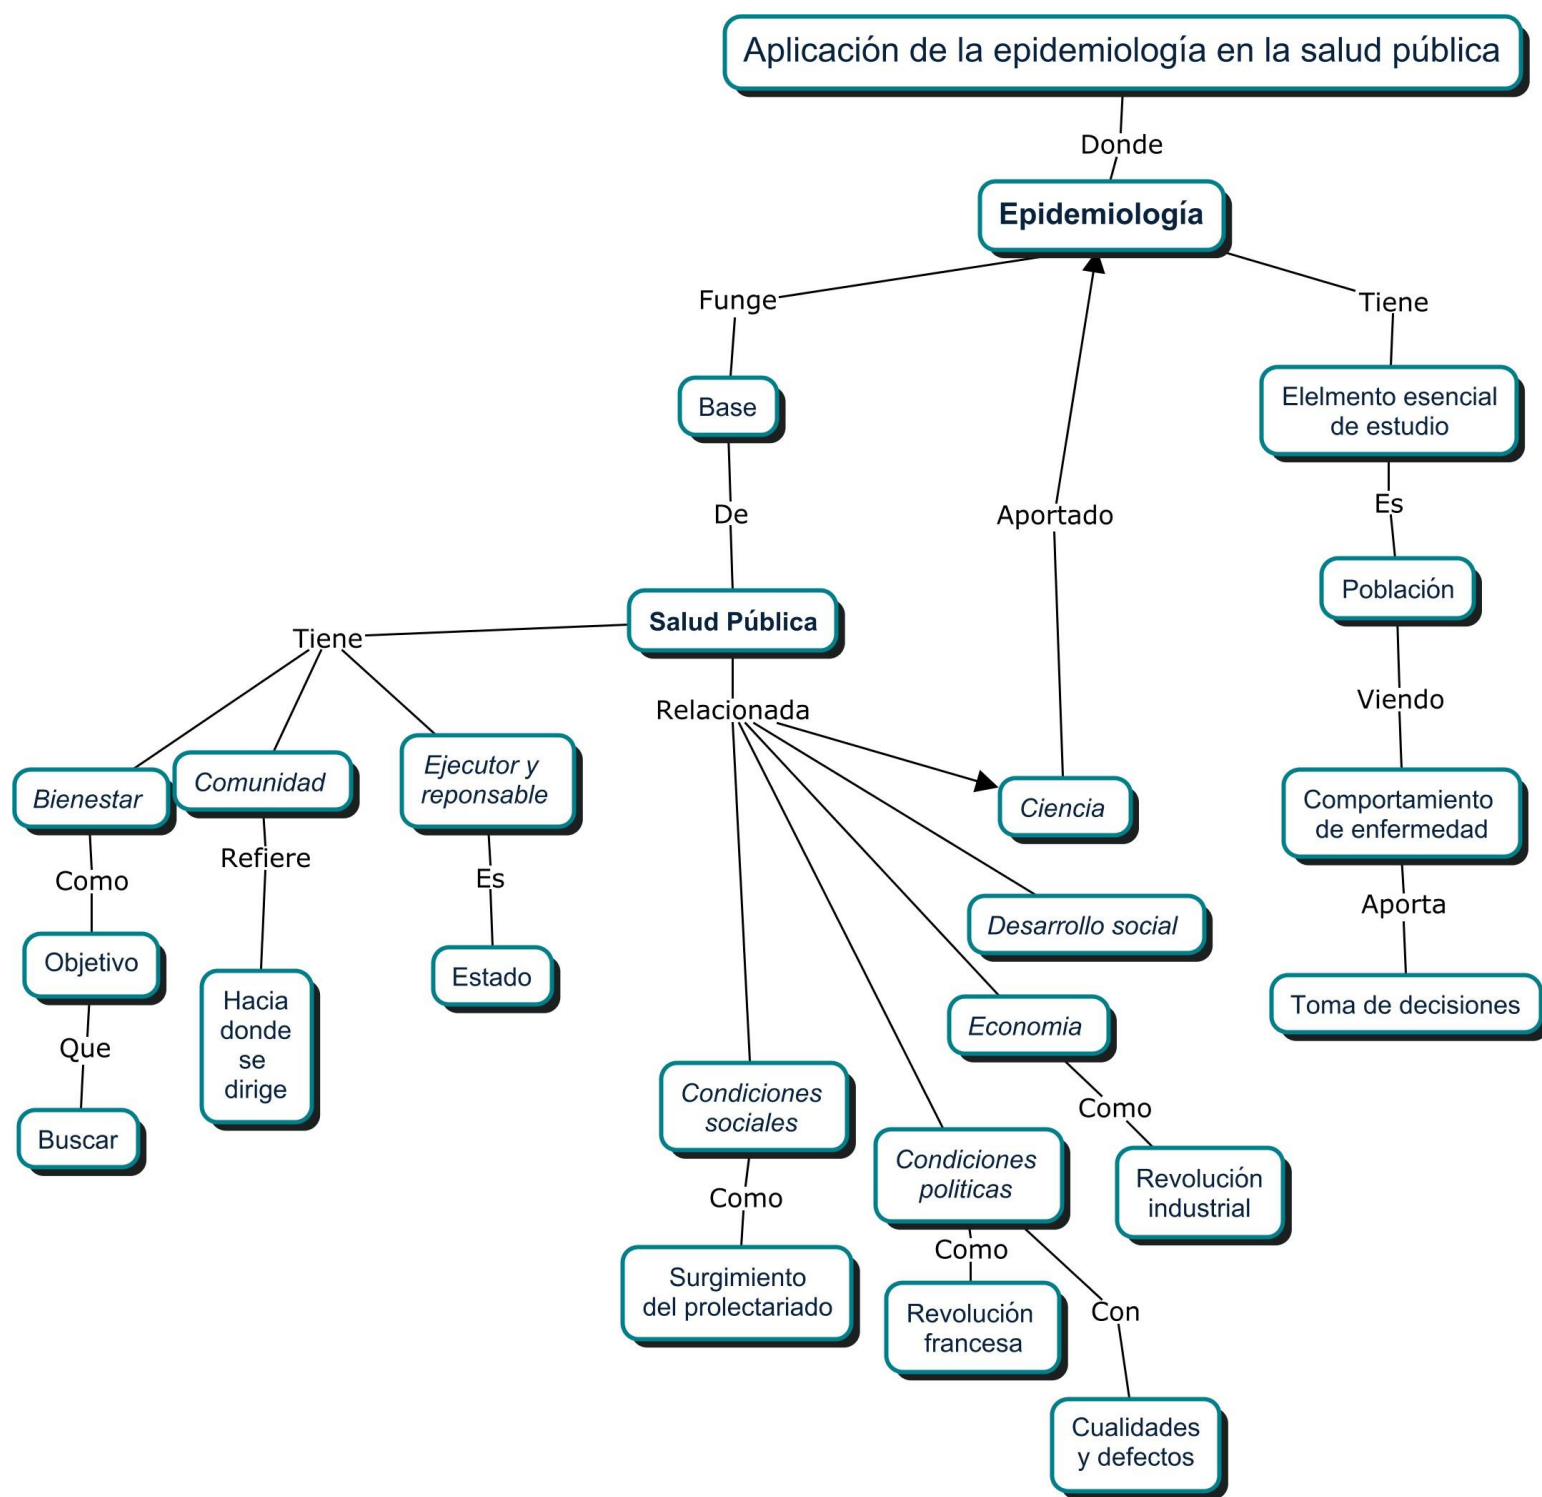 Aplicación de la epidemiología en la salud pública
Donde
Epidemiología
Funge
Tiene
Base
Elelmento esencial
de estudio
De
Aportado
Es
Población
Salud Pública
Tiene
Relacionada
Viendo
Bienestar
Comunidad
Ejecutor y
reponsable
Ciencia
Comportamiento
de enfermedad
Como
Refiere
Es
Aporta
Desarrollo social
Objetivo
Hacia
donde
se
dirige
Estado
Toma de decisiones
Economia
Que
Buscar
Condiciones
sociales
Como
Condiciones
politicas
Revolución
industrial
Como
Surgimiento
del prolectariado
Como
Revolución
francesa
Con
Cualidades
y defectos